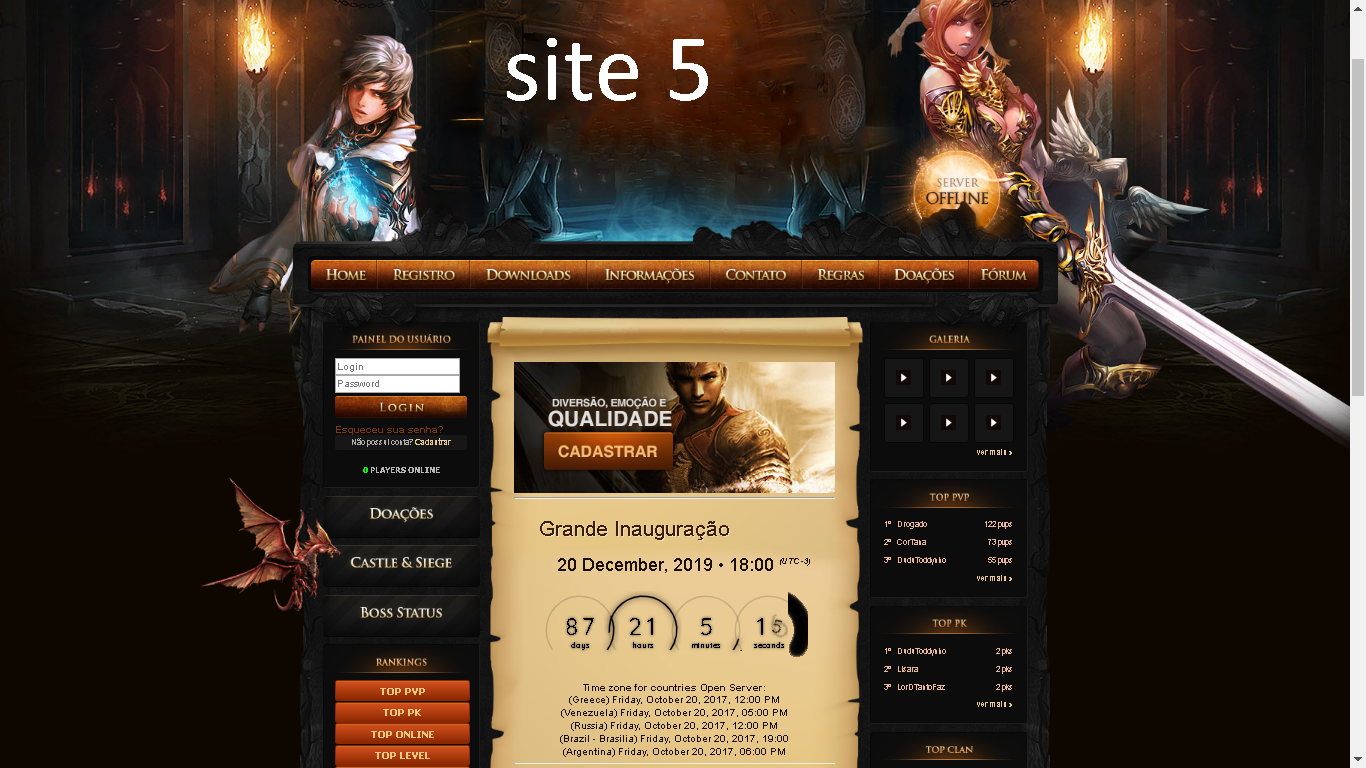 site 5
SERVER
OFFLINE
HOME REGISTRO DOWNLOADS INFORMAÇÕES CONTATO REGRAS DOAÇÕES FÓRUM
PAINEL DO USUÁRIO
Login
Password
LOGIN
Esqueceu sua senha?
Não possui conta? Cadastrar
0 PLAYERS ONLINE
DOAÇÕES
CASTLE & SIEGE
BOSS STATUS
RANKINGS
TOP PVP
TOP PK
TOP ONLINE
TOP LEVEL
DIVERSÃO, EMOÇÃO E
QUALIDADE
CADASTRAR
Grande Inauguração
20 December, 2019 • 18:00 (UTC-3)
87 21 5 15
days hours minutes seconds
Time zone for countries Open Server:
(Greece) Friday, October 20, 2017, 12:00 PM
(Venezuela) Friday, October 20, 2017, 05:00 PM
(Russia) Friday, October 20, 2017, 12:00 PM
(Brazil - Brasilia) Friday, October 20, 2017, 19:00
(Argentina) Friday, October 20, 2017, 06:00 PM
GALERIA
ver mais »
TOP PVP
1º Drogado 122 pvps
2º CorTana 73 pvps
3º DuduToddynho 55 pvps
ver mais »
TOP PK
1º DuduToddynho 2 pks
2º Lisara 2 pks
3º LorDTantoFaz 2 pks
ver mais »
TOP CLAN